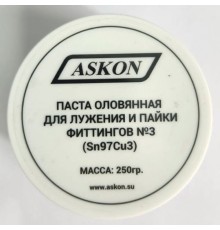 ASKON
ПАСТА ОЛОВЯННАЯ
ДЛЯ ЛУЖЕНИЯ И ПАЙКИ
ФИТТИНГОВ №3
(Sn97Cu3)
МАССА: 250гр.
www.askon.su